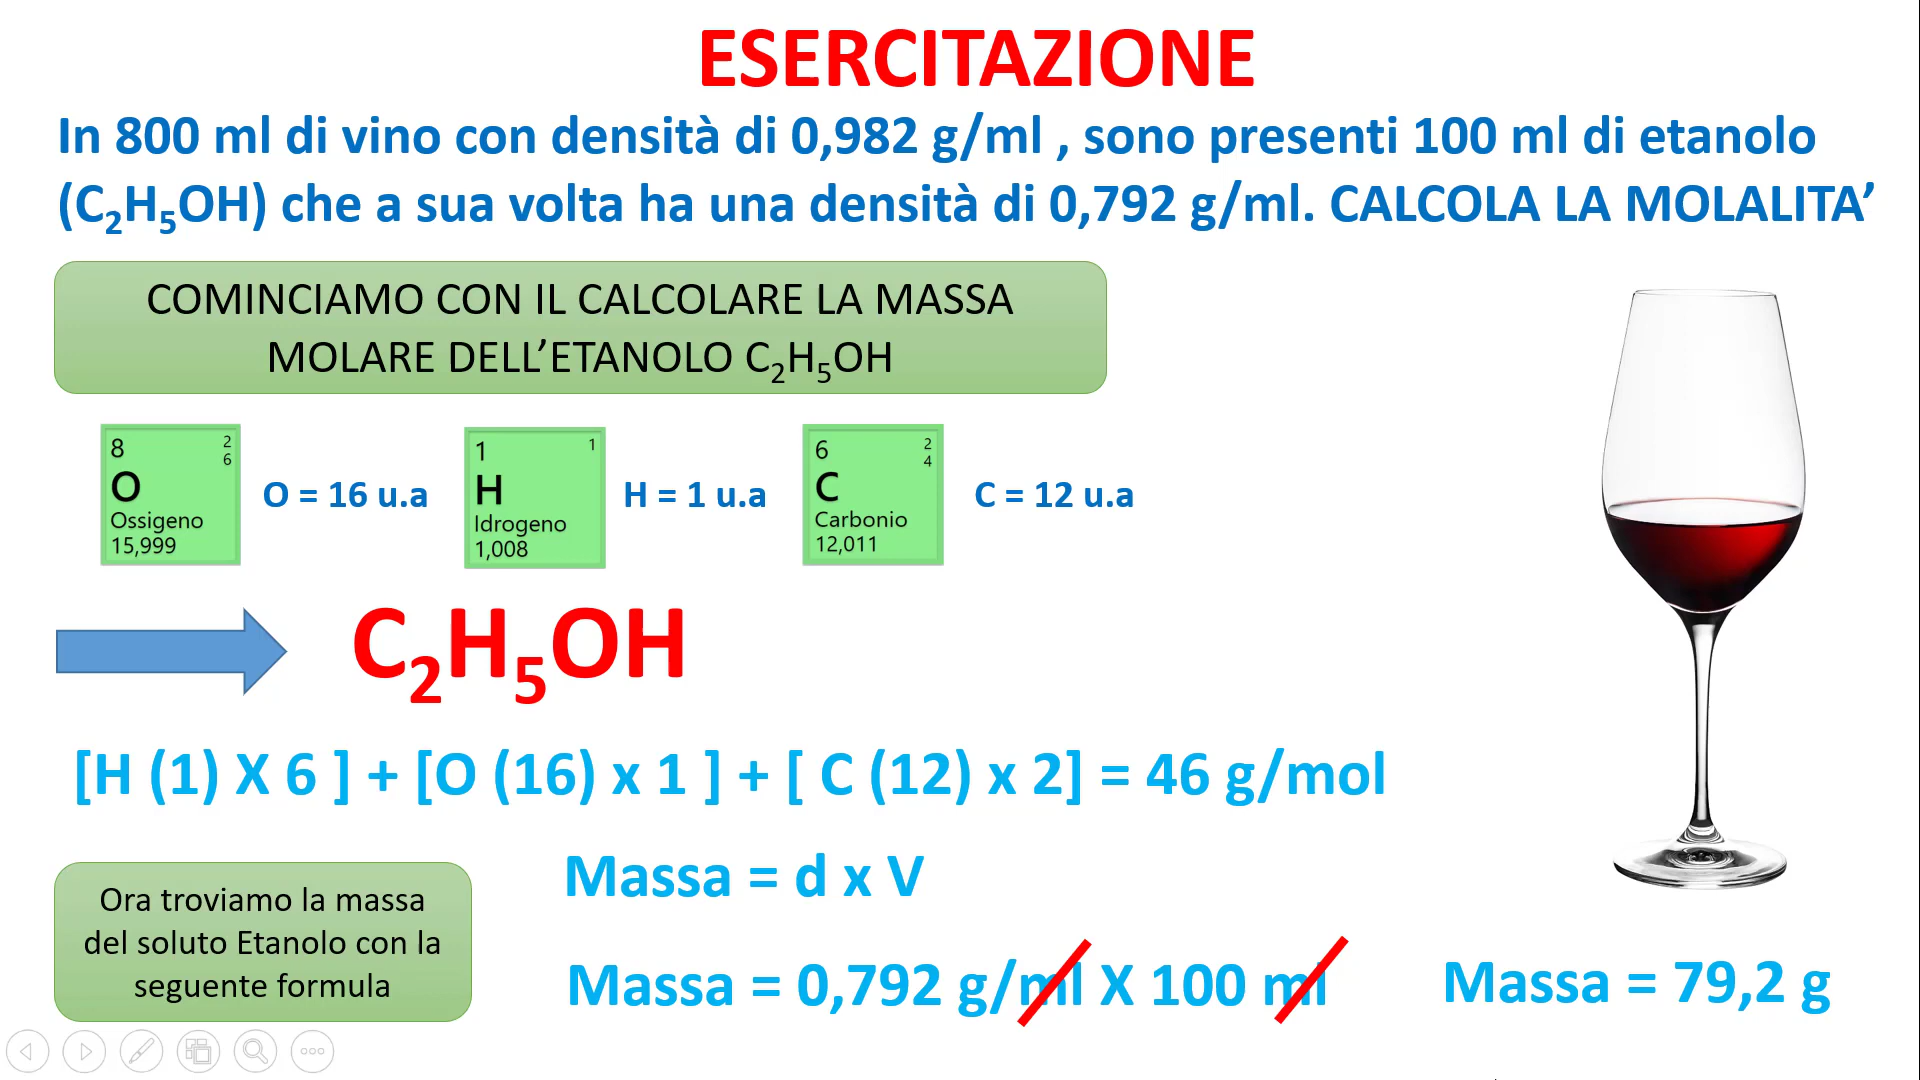 ESERCITAZIONE
In 800 ml di vino con densità di 0,982 g/ml , sono presenti 100 ml di etanolo
(C₂H₅OH) che a sua volta ha una densità di 0,792 g/ml. CALCOLA LA MOLALITA’
COMINCIAMO CON IL CALCOLARE LA MASSA
MOLARE DELL’ETANOLO C₂H₅OH
8 2
6
O
Ossigeno
15,999
O = 16 u.a
1 1
H
Idrogeno
1,008
H = 1 u.a
6 2
4
C
Carbonio
12,011
C = 12 u.a
C₂H₅OH
[H (1) X 6 ] + [O (16) x 1 ] + [ C (12) x 2] = 46 g/mol
Ora troviamo la massa
del soluto Etanolo con la
seguente formula
Massa = d x V
Massa = 0,792 g/ml X 100 ml
Massa = 79,2 g